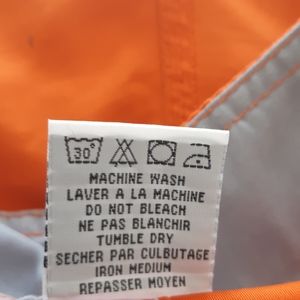 30°
MACHINE WASH
LAVER A LA MACHINE
DO NOT BLEACH
NE PAS BLANCHIR
TUMBLE DRY
SECHER PAR CULBUTAGE
IRON MEDIUM
REPASSER MOYEN